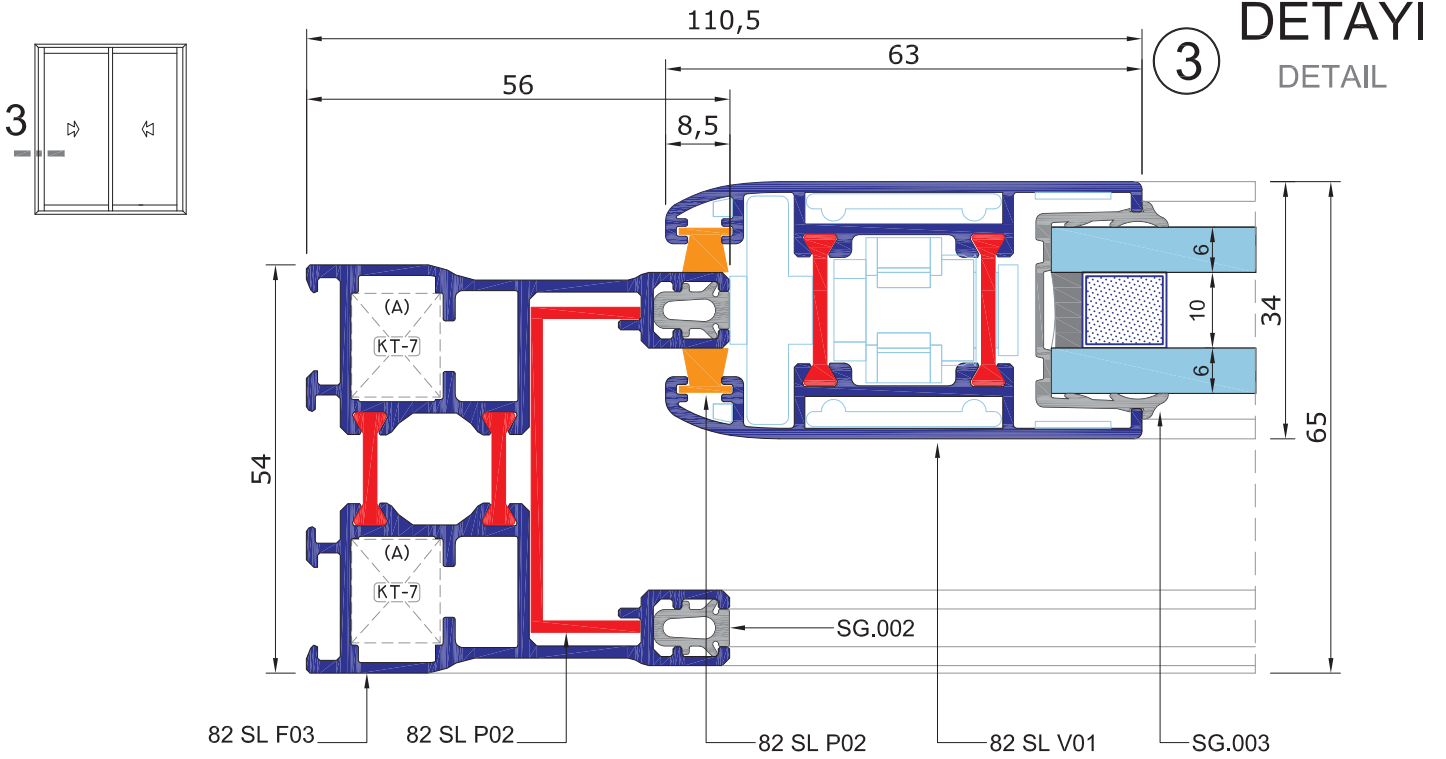 DETAYI
DETAIL
3
3
110,5
63
56
8,5
6
10
6
34
65
54
(A)
KT-7
(A)
KT-7
SG.002
82 SL F03
82 SL P02
82 SL P02
82 SL V01
SG.003